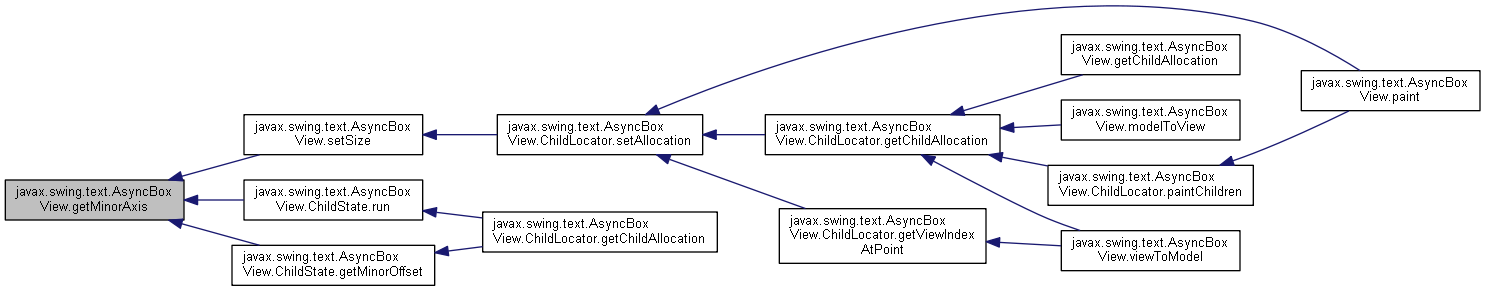 javax.swing.text.AsyncBox
View.getMinorAxis
javax.swing.text.AsyncBox
View.setSize
javax.swing.text.AsyncBox
View.ChildState.run
javax.swing.text.AsyncBox
View.ChildState.getMinorOffset
javax.swing.text.AsyncBox
View.ChildLocator.setAllocation
javax.swing.text.AsyncBox
View.ChildLocator.getChildAllocation
javax.swing.text.AsyncBox
View.ChildLocator.getChildAllocation
javax.swing.text.AsyncBox
View.ChildLocator.getViewIndex
AtPoint
javax.swing.text.AsyncBox
View.getChildAllocation
javax.swing.text.AsyncBox
View.modelToView
javax.swing.text.AsyncBox
View.ChildLocator.paintChildren
javax.swing.text.AsyncBox
View.viewToModel
javax.swing.text.AsyncBox
View.paint